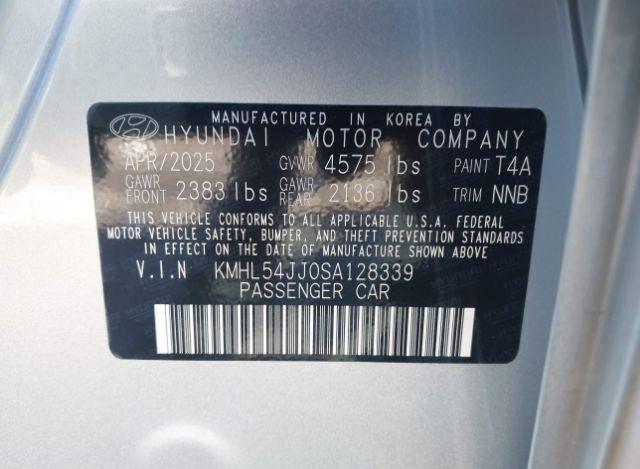 MANUFACTURED IN KOREA BY
HYUNDAI MOTOR COMPANY
APR/2025 GVWR 4575 lbs PAINT T4A
GAWR FRONT 2383 lbs GAWR REAR 2136 lbs TRIM NNB
THIS VEHICLE CONFORMS TO ALL APPLICABLE U.S.A. FEDERAL
MOTOR VEHICLE SAFETY, BUMPER, AND THEFT PREVENTION STANDARDS
IN EFFECT ON THE DATE OF MANUFACTURE SHOWN ABOVE
V.I.N KMHL54JJ0SA128339
PASSENGER CAR